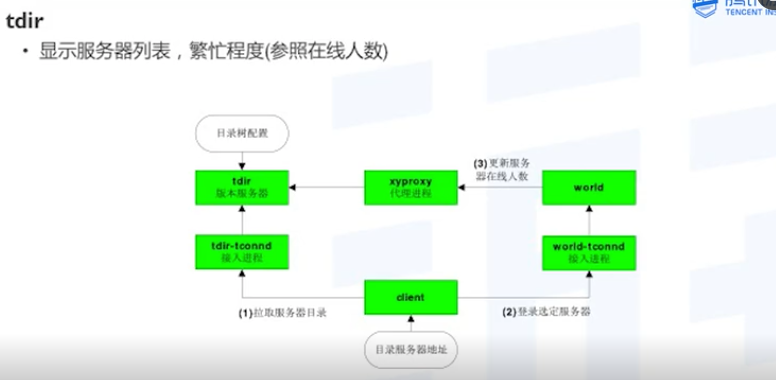 tdir
• 显示服务器列表，繁忙程度(参照在线人数)
目录树配置
tdir
版本服务器
xyproxy
代理进程
(3)更新服务
器在线人数
world
tdir-tconnd
接入进程
world-tconnd
接入进程
client
(1)拉取服务器目录
(2)登录选定服务器
目录服务器地址